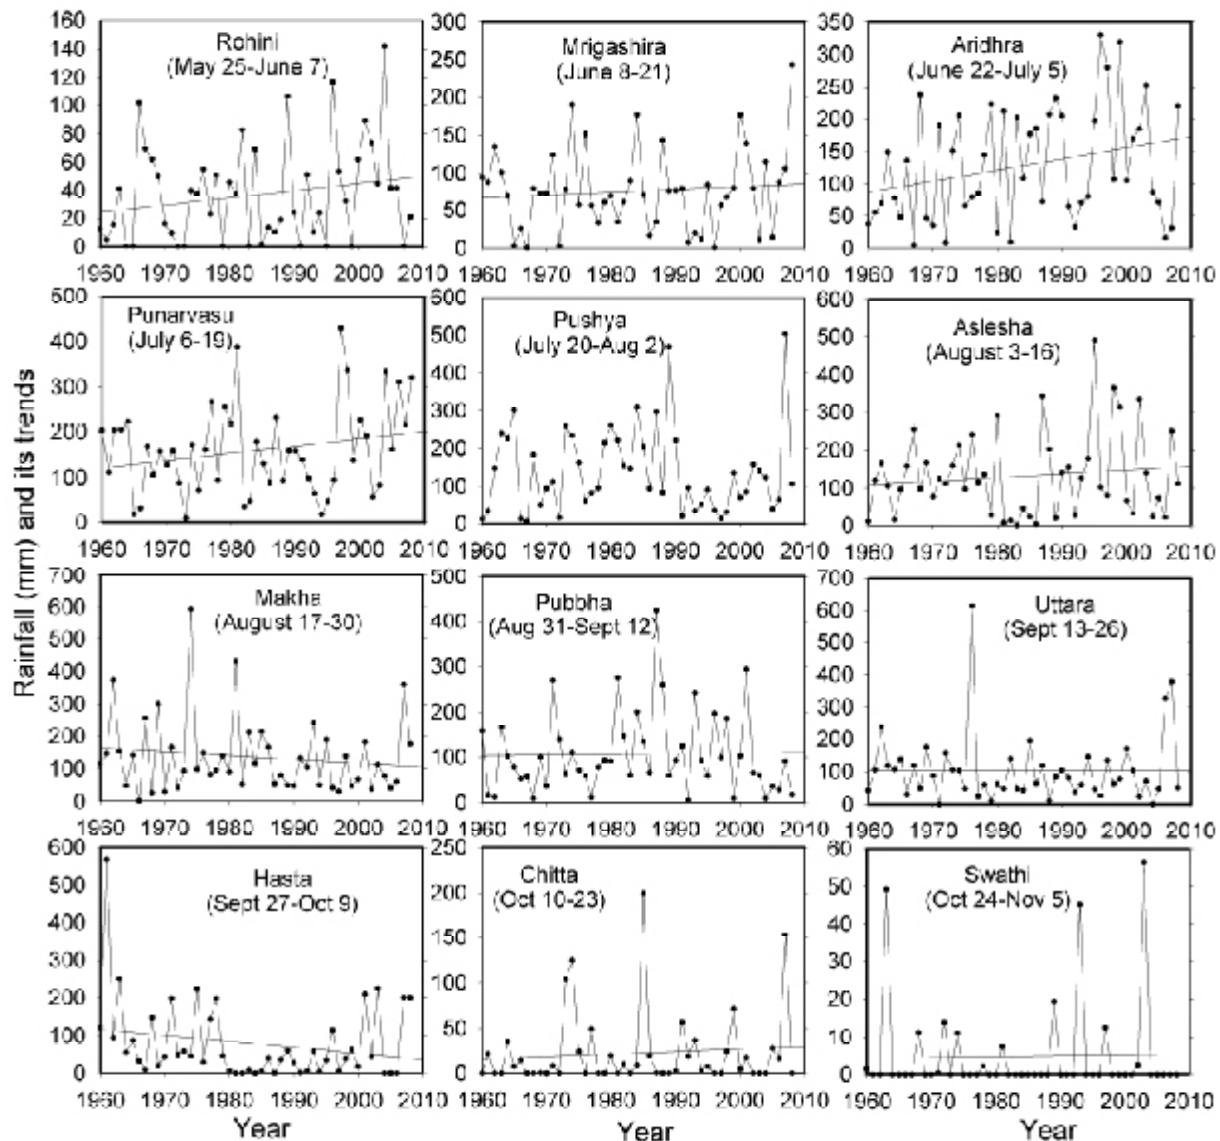 Rainfall (mm) and its trends
160
140
120
100
80
60
40
20
0
Rohini
(May 25-June 7)
1960 1970 1980 1990 2000 2010
300
250
200
150
100
50
0
Mrigashira
(June 8-21)
1960 1970 1980 1990 2000 2010
350
300
250
200
150
100
50
0
Aridhra
(June 22-July 5)
1960 1970 1980 1990 2000 2010
500
400
300
200
100
0
Punarvasu
(July 6-19)
1960 1970 1980 1990 2000 2010
600
500
400
300
200
100
0
Pushya
(July 20-Aug 2)
1960 1970 1980 1990 2000 2010
600
500
400
300
200
100
0
Aslesha
(August 3-16)
1960 1970 1980 1990 2000 2010
700
600
500
400
300
200
100
0
Makha
(August 17-30)
1960 1970 1980 1990 2000 2010
500
400
300
200
100
0
Pubbha
(Aug 31-Sept 12)
1960 1970 1980 1990 2000 2010
700
600
500
400
300
200
100
0
Uttara
(Sept 13-26)
1960 1970 1980 1990 2000 2010
600
500
400
300
200
100
0
Hasta
(Sept 27-Oct 9)
1960 1970 1980 1990 2000 2010
Year
250
200
150
100
50
0
Chitta
(Oct 10-23)
1960 1970 1980 1990 2000 2010
Year
60
50
40
30
20
10
0
Swathi
(Oct 24-Nov 5)
1960 1970 1980 1990 2000 2010
Year